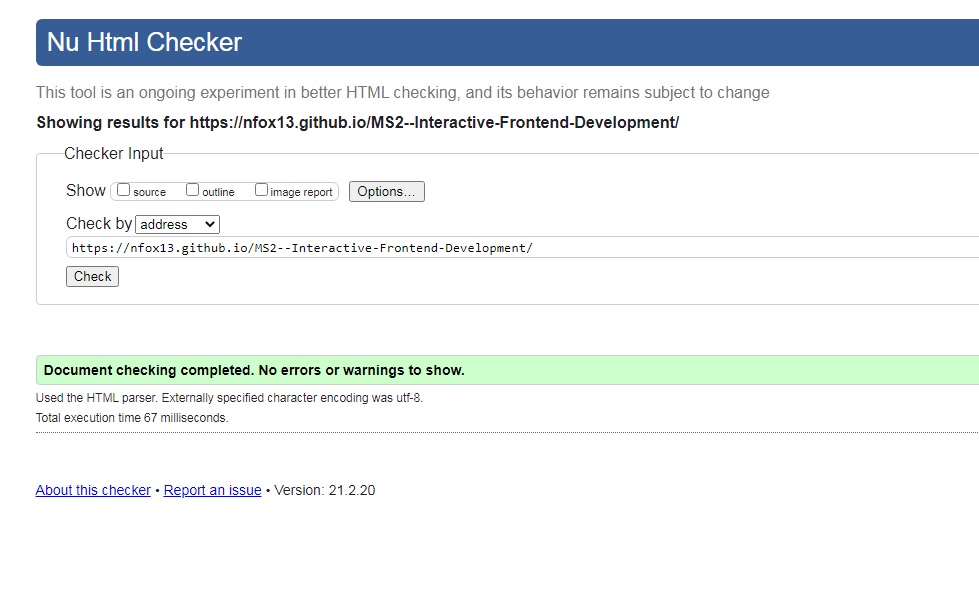 Nu Html Checker
This tool is an ongoing experiment in better HTML checking, and its behavior remains subject to change
Showing results for https://nfox13.github.io/MS2--Interactive-Frontend-Development/
Checker Input
Show source outline image report Options...
Check by address
https://nfox13.github.io/MS2--Interactive-Frontend-Development/
Check
Document checking completed. No errors or warnings to show.
Used the HTML parser. Externally specified character encoding was utf-8.
Total execution time 67 milliseconds.
About this checker • Report an issue • Version: 21.2.20